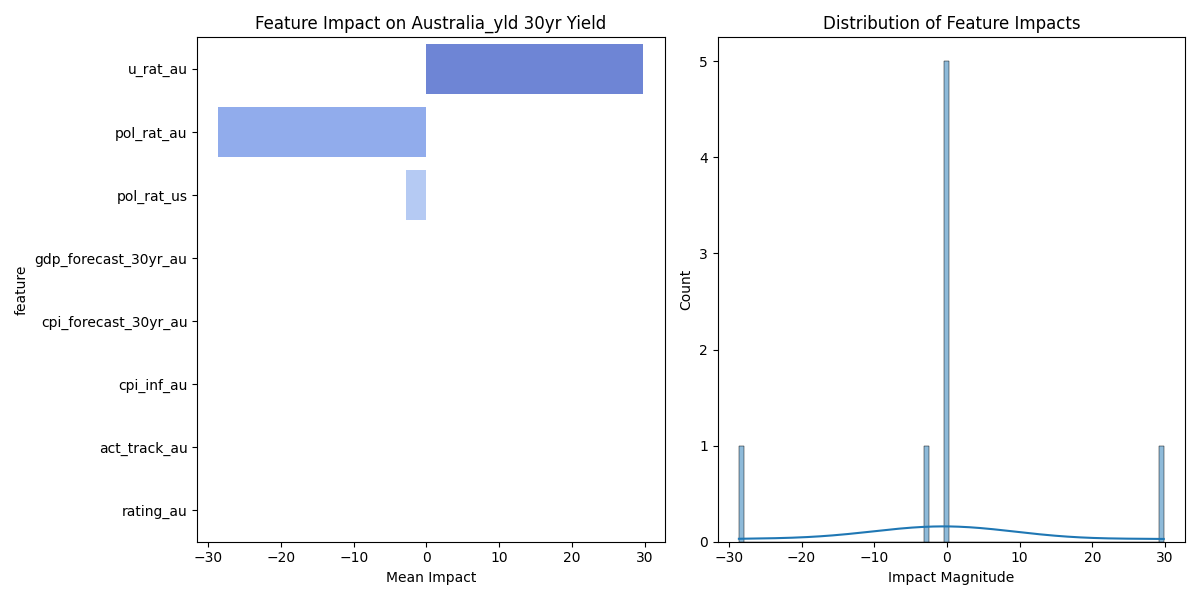 Feature Impact on Australia_yld 30yr Yield
feature
u_rat_au
pol_rat_au
pol_rat_us
gdp_forecast_30yr_au
cpi_forecast_30yr_au
cpi_inf_au
act_track_au
rating_au
−30 −20 −10 0 10 20 30
Mean Impact
Distribution of Feature Impacts
Count
5
4
3
2
1
0
−30 −20 −10 0 10 20 30
Impact Magnitude